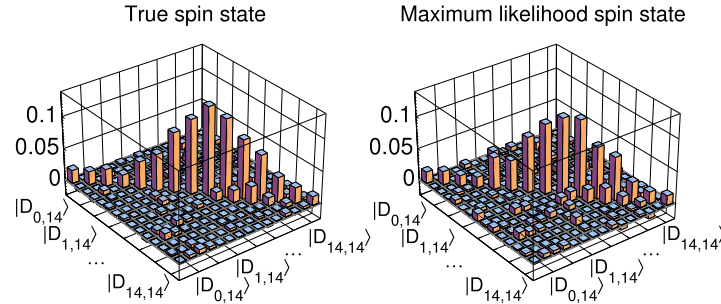 True spin state
Maximum likelihood spin state
0.1
0.05
0
|D0,14⟩
|D1,14⟩
...
|D14,14⟩
|D0,14⟩
|D1,14⟩
...
|D14,14⟩
0.1
0.05
0
|D0,14⟩
|D1,14⟩
...
|D14,14⟩
|D0,14⟩
|D1,14⟩
...
|D14,14⟩